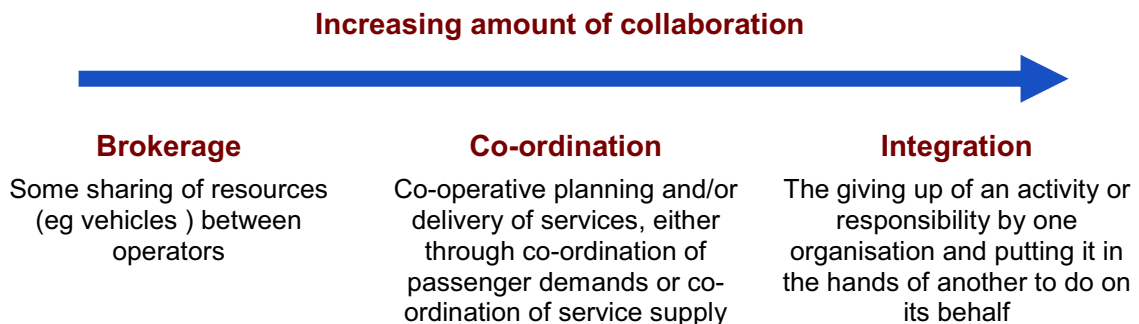 Increasing amount of collaboration
Brokerage
Some sharing of resources
(eg vehicles ) between
operators
Co-ordination
Co-operative planning and/or
delivery of services, either
through co-ordination of
passenger demands or co-
ordination of service supply
Integration
The giving up of an activity or
responsibility by one
organisation and putting it in
the hands of another to do on
its behalf